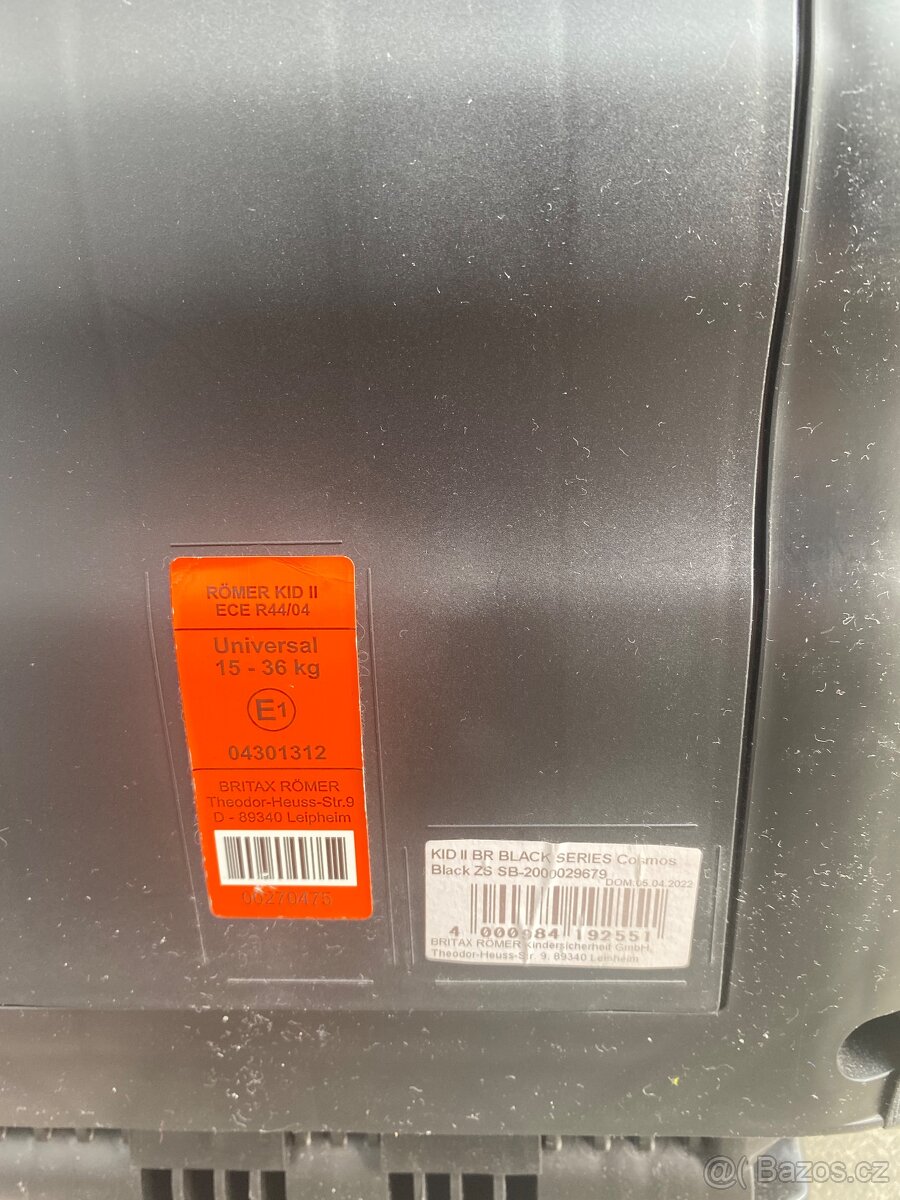 RÖMER KID II
ECE R44/04
Universal
15 - 36 kg
E1
04301312
BRITAX RÖMER
Theodor-Heuss-Str.9
D - 89340 Leipheim
06270475
KID II BR BLACK SERIES Cosmos
Black ZS SB-2000029679
DOM:05.04.2022
4 000984 192551
BRITAX RÖMER Kindersicherheit GmbH,
Theodor-Heuss-Str. 9, 89340 Leipheim
@( Bazos.cz